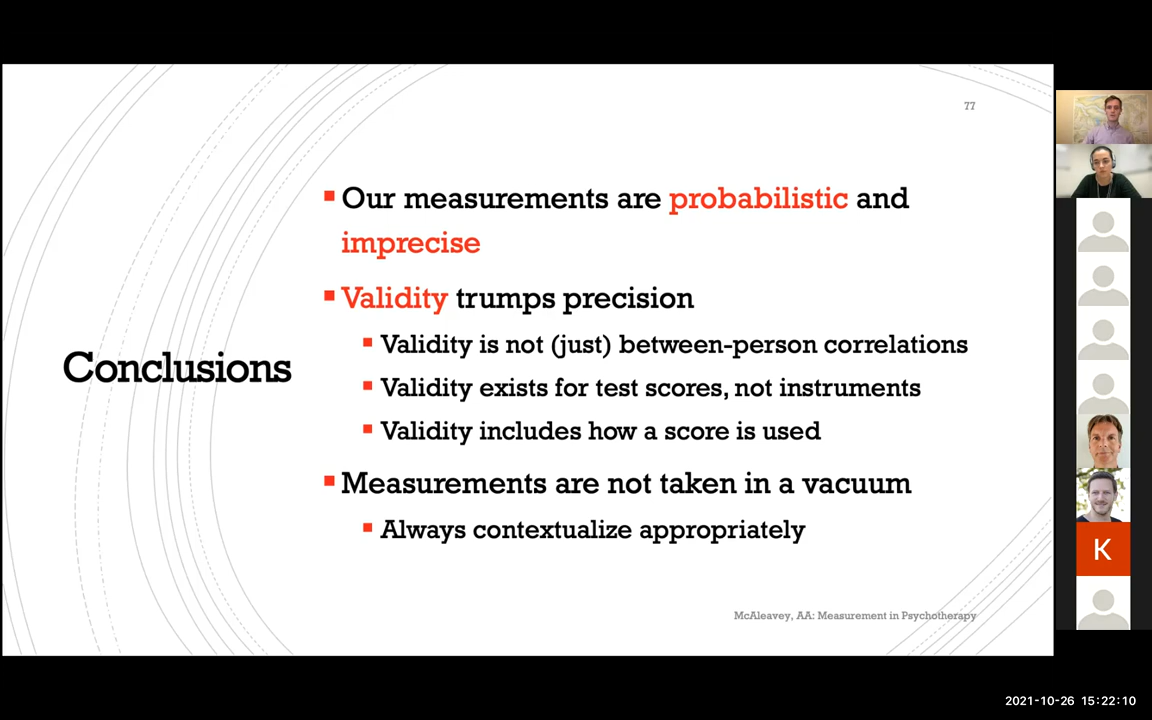 77
Our measurements are probabilistic and
imprecise
Validity trumps precision
Validity is not (just) between-person correlations
Conclusions
Validity exists for test scores, not instruments
Validity includes how a score is used
Measurements are not taken in a vacuum
Always contextualize appropriately
K
McAleavey, AA: Measurement in Psychotherapy
2021-10-26 15:22:10